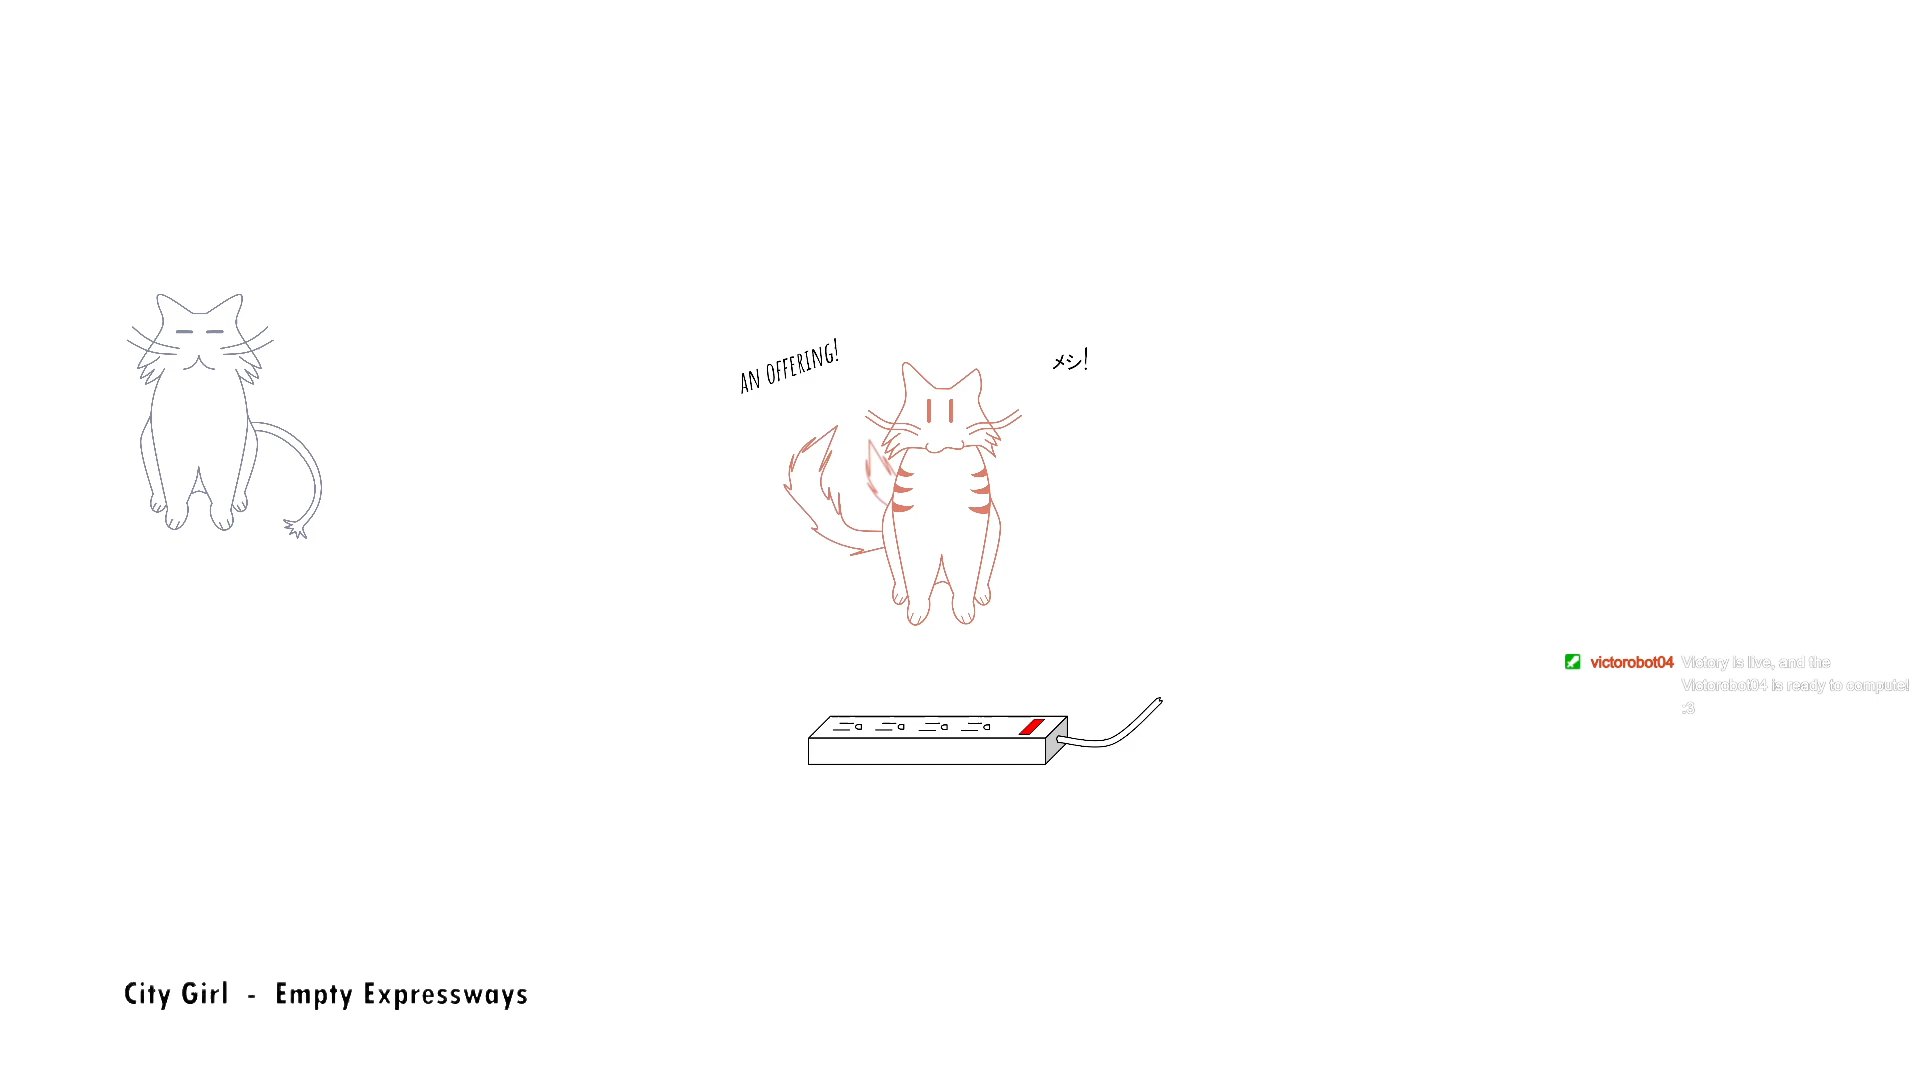 AN OFFERING!
メシ!
victorobot04 Victory is live, and the
Victorobot04 is ready to compute!
:3
City Girl - Empty Expressways